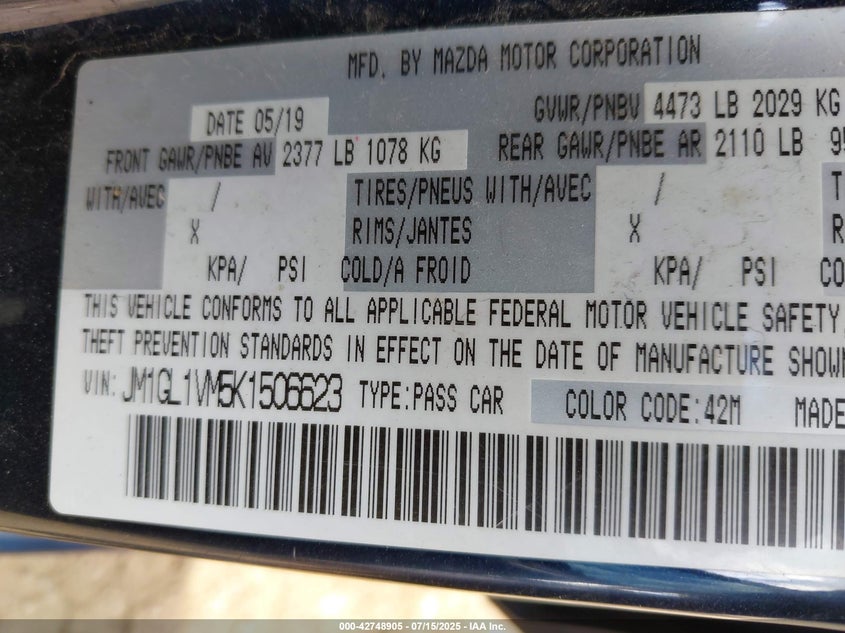 MFD. BY MAZDA MOTOR CORPORATION
DATE 05/19 GVWR/PNBV 4473 LB 2029 KG
FRONT GAWR/PNBE AV 2377 LB 1078 KG REAR GAWR/PNBE AR 2110 LB
WITH/AVEC / TIRES/PNEUS WITH/AVEC /
X RIMS/JANTES X
KPA/ PSI COLD/A FROID KPA/ PSI
THIS VEHICLE CONFORMS TO ALL APPLICABLE FEDERAL MOTOR VEHICLE SAFETY,
THEFT PREVENTION STANDARDS IN EFFECT ON THE DATE OF MANUFACTURE SHOWN
VIN: JM1GL1VM5K1506623 TYPE:PASS CAR COLOR CODE:42M MADE
000-42748905 - 07/15/2025 - IAA Inc.